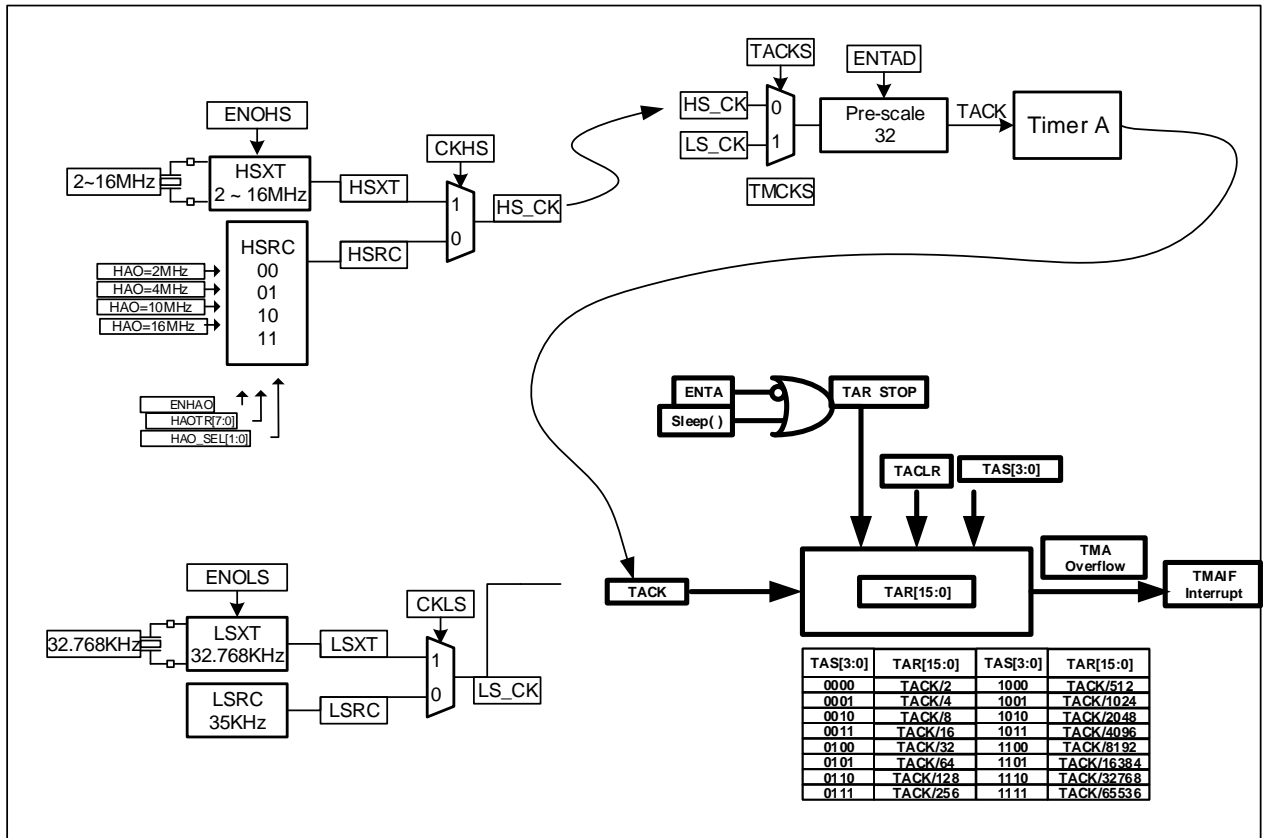 TACKS
ENTAD
HS_CK
0
LS_CK
1
Pre-scale
32
TACK
Timer A
TMCKS
ENOHS
CKHS
2~16MHz
HSXT
2 ~ 16MHz
HSXT
1
0
HS_CK
HSRC
00
01
10
11
HSRC
HAO=2MHz
HAO=4MHz
HAO=10MHz
HAO=16MHz
ENHAO
HAOTR[7:0]
HAO_SEL[1:0]
ENTA
Sleep( )
TAR STOP
TACLR
TAS[3:0]
TACK
TAR[15:0]
TMA
Overflow
TMAIF
Interrupt
ENOLS
CKLS
32.768KHz
LSXT
32.768KHz
LSXT
1
0
LS_CK
LSRC
35KHz
LSRC
TAS[3:0] TAR[15:0] TAS[3:0] TAR[15:0]
0000 TACK/2 1000 TACK/512
0001 TACK/4 1001 TACK/1024
0010 TACK/8 1010 TACK/2048
0011 TACK/16 1011 TACK/4096
0100 TACK/32 1100 TACK/8192
0101 TACK/64 1101 TACK/16384
0110 TACK/128 1110 TACK/32768
0111 TACK/256 1111 TACK/65536